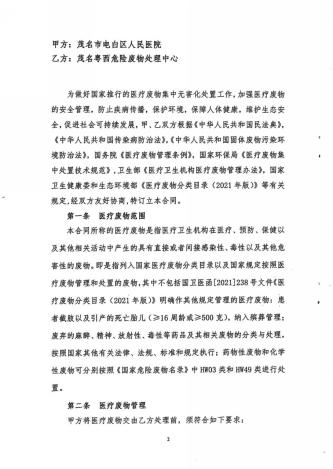 甲方：茂名市电白区人民医院
乙方：茂名粤西危险废物处理中心
为做好国家推行的医疗废物集中无害化处置工作，加强医疗废物
的安全管理，防止疾病传播，保护环境，保障人体健康，维护生态安
全，促进社会可持续发展，甲、乙双方根据《中华人民共和国民法典》，
《中华人民共和国传染病防治法》，《中华人民共和国固体废物污染环
境防治法》，国务院《医疗废物管理条例》，国家环保局《医疗废物集
中处置技术规范》，卫生部《医疗卫生机构医疗废物管理办法》，国家
卫生健康委和生态环境部《医疗废物分类目录（2021年版）》等有关
规定，经双方友好协商，特订立本合同。
第一条 医疗废物范围
本合同所称的医疗废物是指医疗卫生机构在医疗、预防、保健以
及其他相关活动中产生的具有直接或者间接感染性、毒性以及其他危
害性的废物。即是指列入国家医疗废物分类目录以及国家规定按照医
疗废物管理和处置的废物，其中不包括国卫医函[2021]238号文件《医
疗废物分类目录（2021年版）》明确作其他规定管理的医疗废物：患
者截肢以及引产的死亡胎儿（≥16周龄或≥500克），纳入殡葬管理；
废弃的麻醉、精神、放射性、毒性等药品及其相关废物的分类与处理，
按照国家其他有关法律、法规、标准和规定执行；药物性废物和化学
性废物可分别按照《国家危险废物名录》中HW03类和HW49类进行处
置。
第二条 医疗废物管理
甲方将医疗废物交由乙方处理前，须符合如下要求：
2